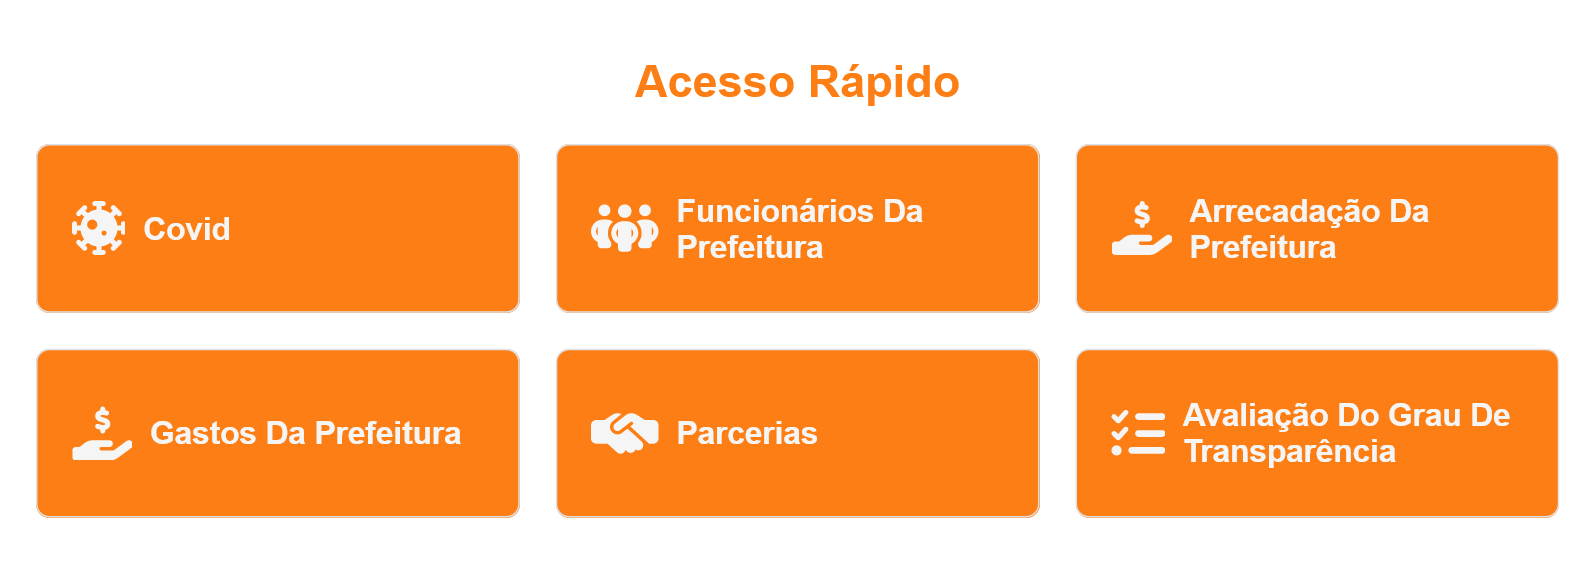 Acesso Rápido
Covid
Funcionários Da
Prefeitura
Arrecadação Da
Prefeitura
Gastos Da Prefeitura
Parcerias
Avaliação Do Grau De
Transparência